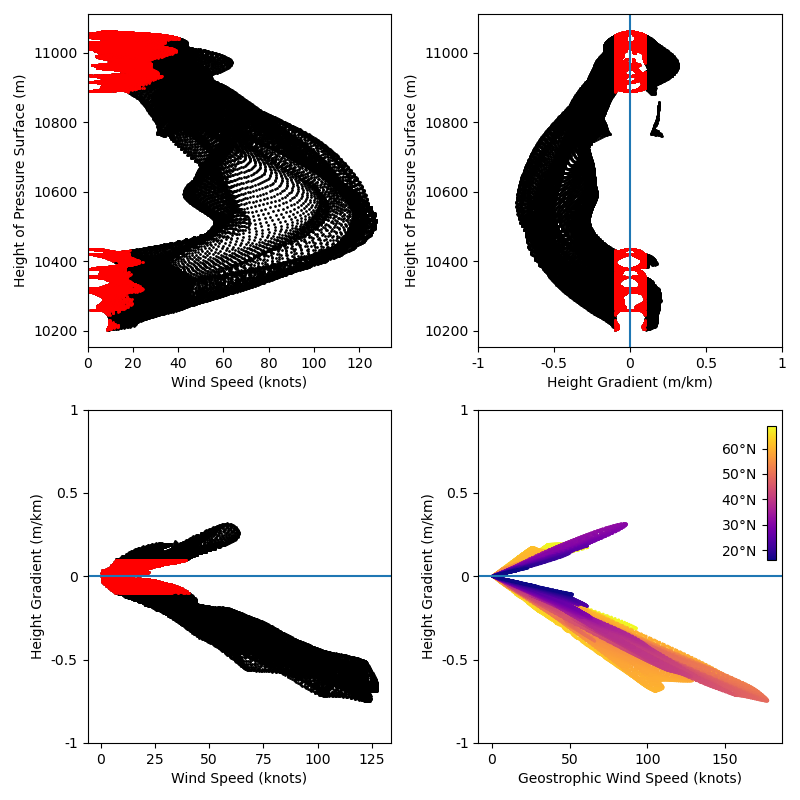 11000
10800
10600
10400
10200
Height of Pressure Surface (m)
0 20 40 60 80 100 120
Wind Speed (knots)
11000
10800
10600
10400
10200
Height of Pressure Surface (m)
-1 -0.5 0 0.5 1
Height Gradient (m/km)
1
0.5
0
-0.5
-1
Height Gradient (m/km)
0 25 50 75 100 125
Wind Speed (knots)
1
0.5
0
-0.5
-1
Height Gradient (m/km)
60°N
50°N
40°N
30°N
20°N
0 50 100 150
Geostrophic Wind Speed (knots)